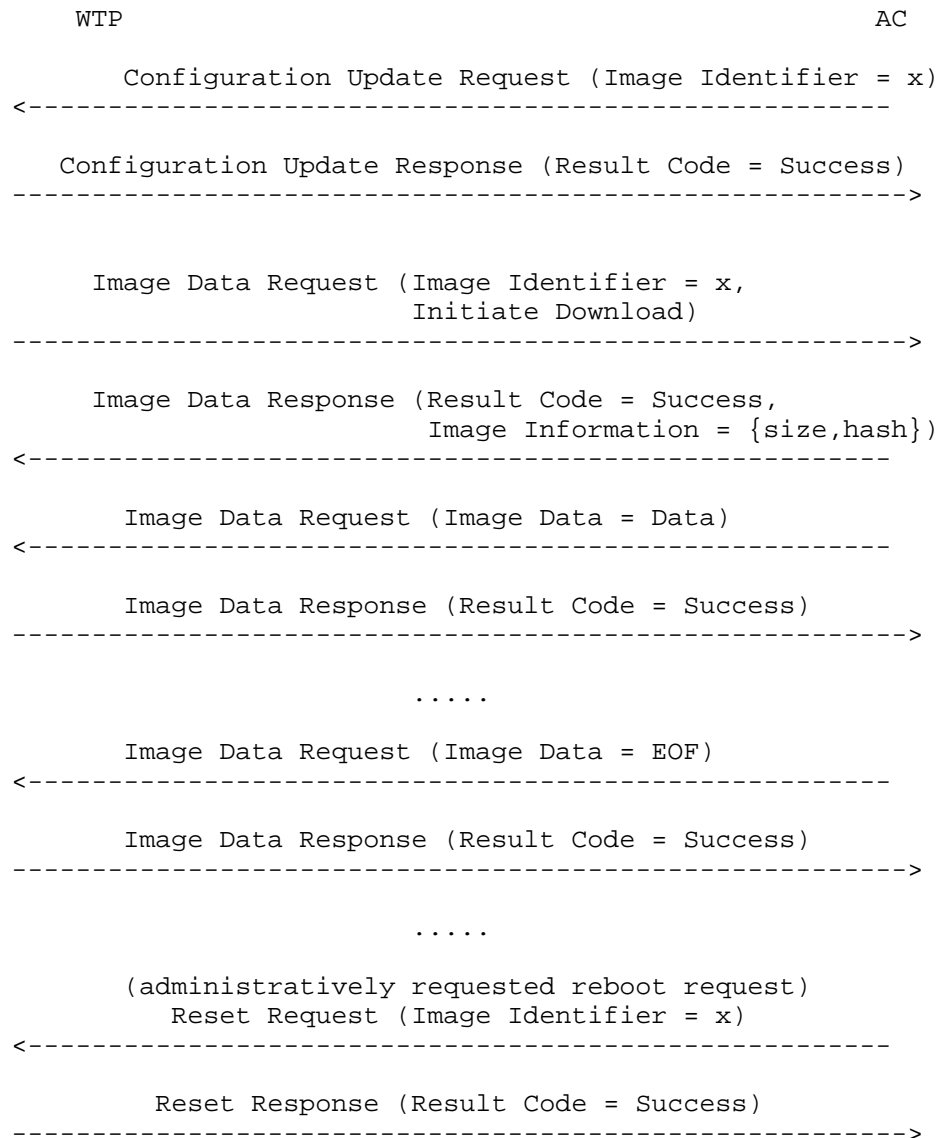 WTP AC
Configuration Update Request (Image Identifier = x)
<------------------------------------------------------
Configuration Update Response (Result Code = Success)
-------------------------------------------------------->
Image Data Request (Image Identifier = x,
Initiate Download)
-------------------------------------------------------->
Image Data Response (Result Code = Success,
Image Information = {size,hash})
<------------------------------------------------------
Image Data Request (Image Data = Data)
<------------------------------------------------------
Image Data Response (Result Code = Success)
-------------------------------------------------------->
.....
Image Data Request (Image Data = EOF)
<------------------------------------------------------
Image Data Response (Result Code = Success)
-------------------------------------------------------->
.....
(administratively requested reboot request)
Reset Request (Image Identifier = x)
<------------------------------------------------------
Reset Response (Result Code = Success)
-------------------------------------------------------->